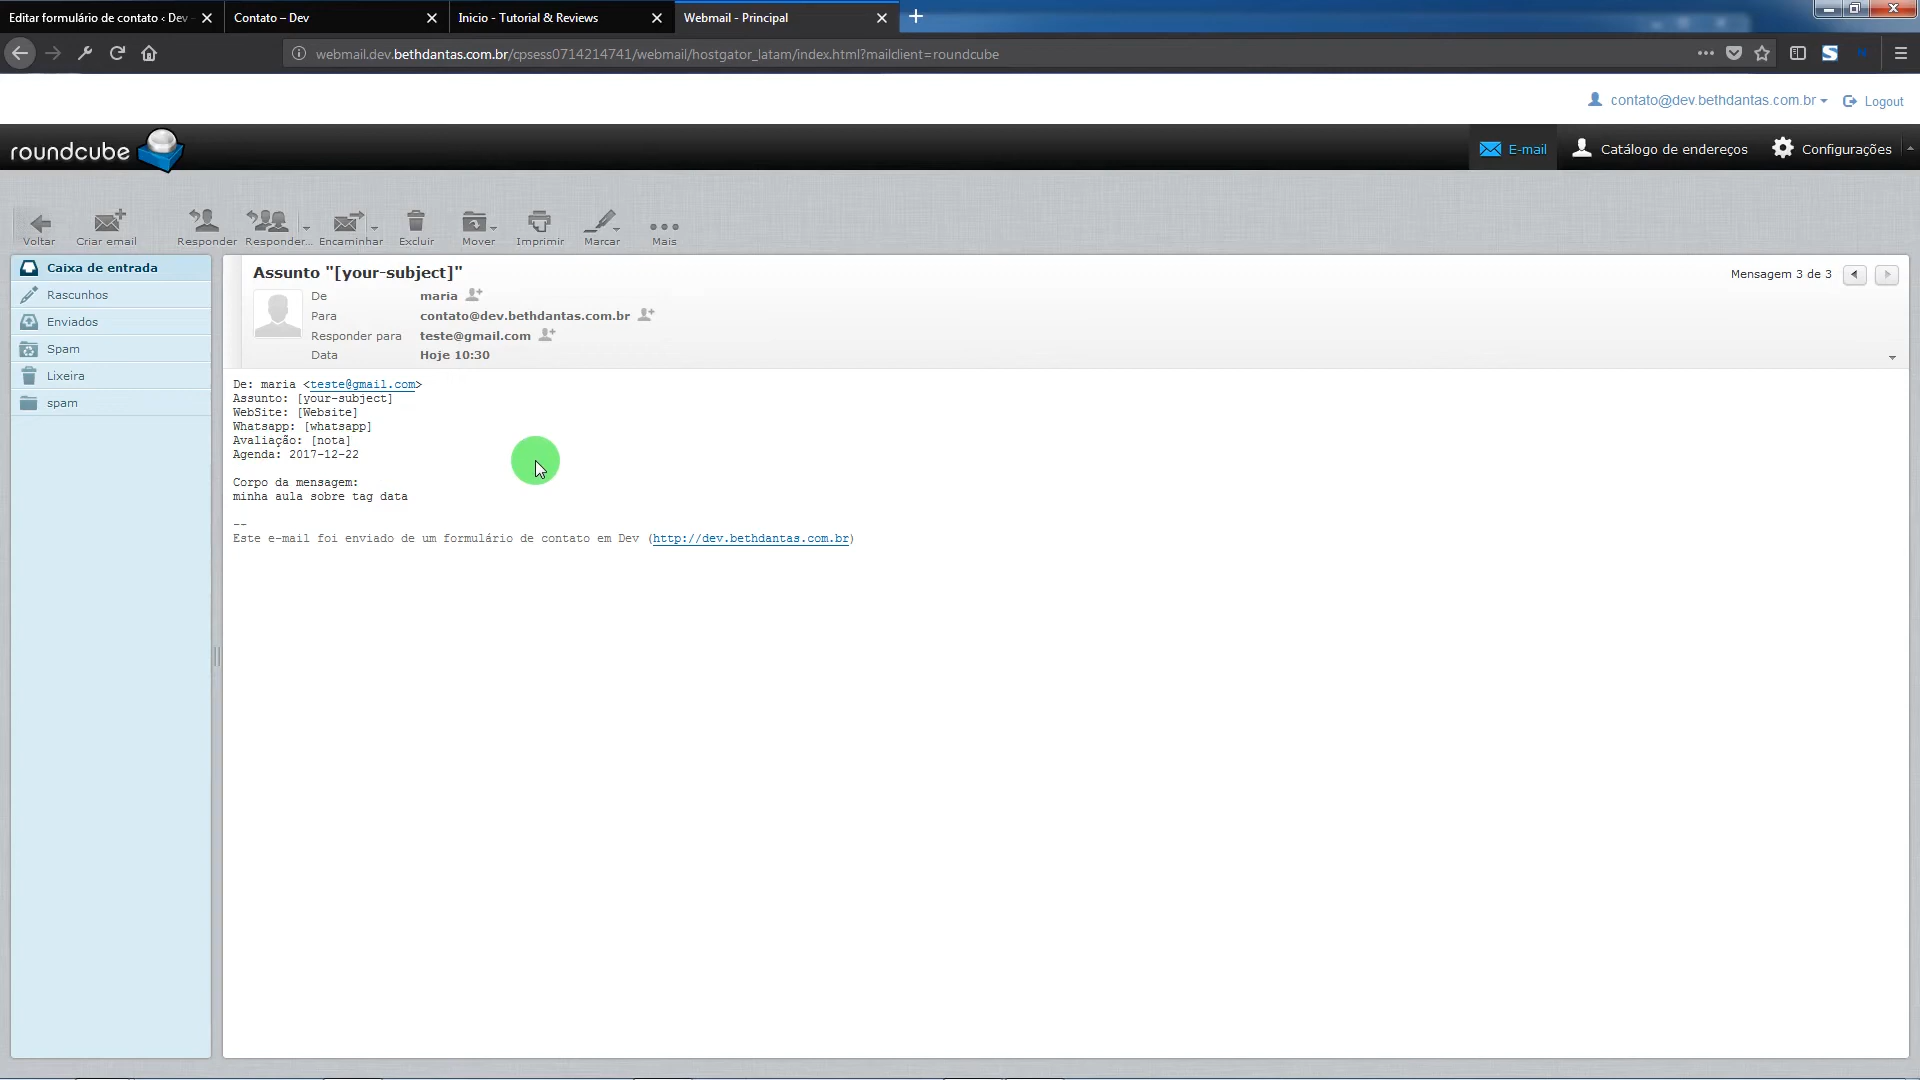 Editar formulário de contato ‹ Dev
Contato – Dev
Inicio - Tutorial & Reviews
Webmail - Principal
webmail.dev.bethdantas.com.br/cpsess0714214741/webmail/hostgator_latam/index.html?mailclient=roundcube
contato@dev.bethdantas.com.br
Logout
roundcube
E-mail
Catálogo de endereços
Configurações
Voltar
Criar email
Responder
Responder...
Encaminhar
Excluir
Mover
Imprimir
Marcar
Mais
Caixa de entrada
Rascunhos
Enviados
Spam
Lixeira
spam
Assunto "[your-subject]"
Mensagem 3 de 3
De maria
Para contato@dev.bethdantas.com.br
Responder para teste@gmail.com
Data Hoje 10:30
De: maria <teste@gmail.com>
Assunto: [your-subject]
WebSite: [Website]
Whatsapp: [whatsapp]
Avaliação: [nota]
Agenda: 2017-12-22
Corpo da mensagem:
minha aula sobre tag data
--
Este e-mail foi enviado de um formulário de contato em Dev (http://dev.bethdantas.com.br)